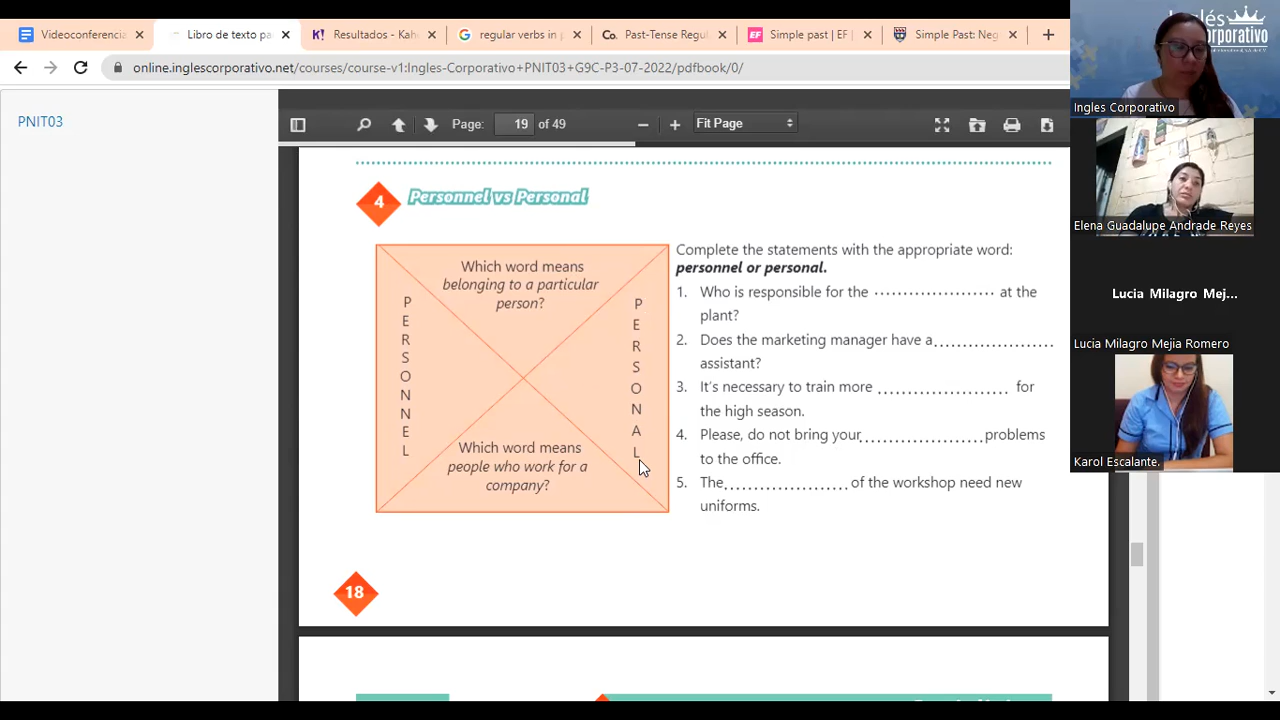 Videoconferencia
Libro de texto pa
Resultados - Kah
regular verbs in p
Past-Tense Regul
Simple past | EF |
Simple Past: Neg
online.inglescorporativo.net/courses/course-v1:Ingles-Corporativo+PNIT03+G9C-P3-07-2022/pdfbook/0/
PNIT03
Page: 19 of 49
Fit Page
4
Personnel vs Personal
Which word means
belonging to a particular
person?
PERSONNEL
PERSONAL
Which word means
people who work for a
company?
Complete the statements with the appropriate word:
personnel or personal.
1. Who is responsible for the ..................... at the
plant?
2. Does the marketing manager have a.....................
assistant?
3. It's necessary to train more ....................... for
the high season.
4. Please, do not bring your.....................problems
to the office.
5. The.....................of the workshop need new
uniforms.
18
Inglés
Corporativo
Ingles Corporativo
Elena Guadalupe Andrade Reyes
Lucia Milagro Mej...
Lucia Milagro Mejia Romero
Karol Escalante.